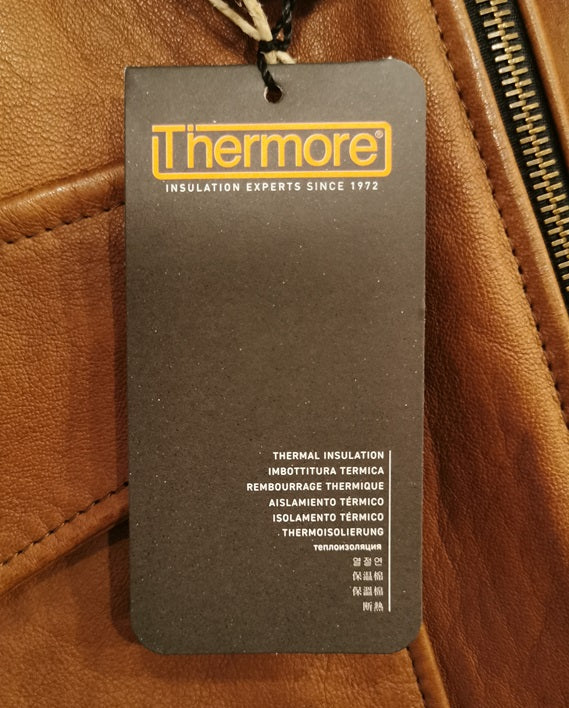 Thermore®
INSULATION EXPERTS SINCE 1972
THERMAL INSULATION
IMBOTTITURA TERMICA
REMBOURRAGE THERMIQUE
AISLAMIENTO TÉRMICO
ISOLAMENTO TÉRMICO
THERMOISOLIERUNG
теплоизоляция
열절연
保温棉
保溫棉
断熱